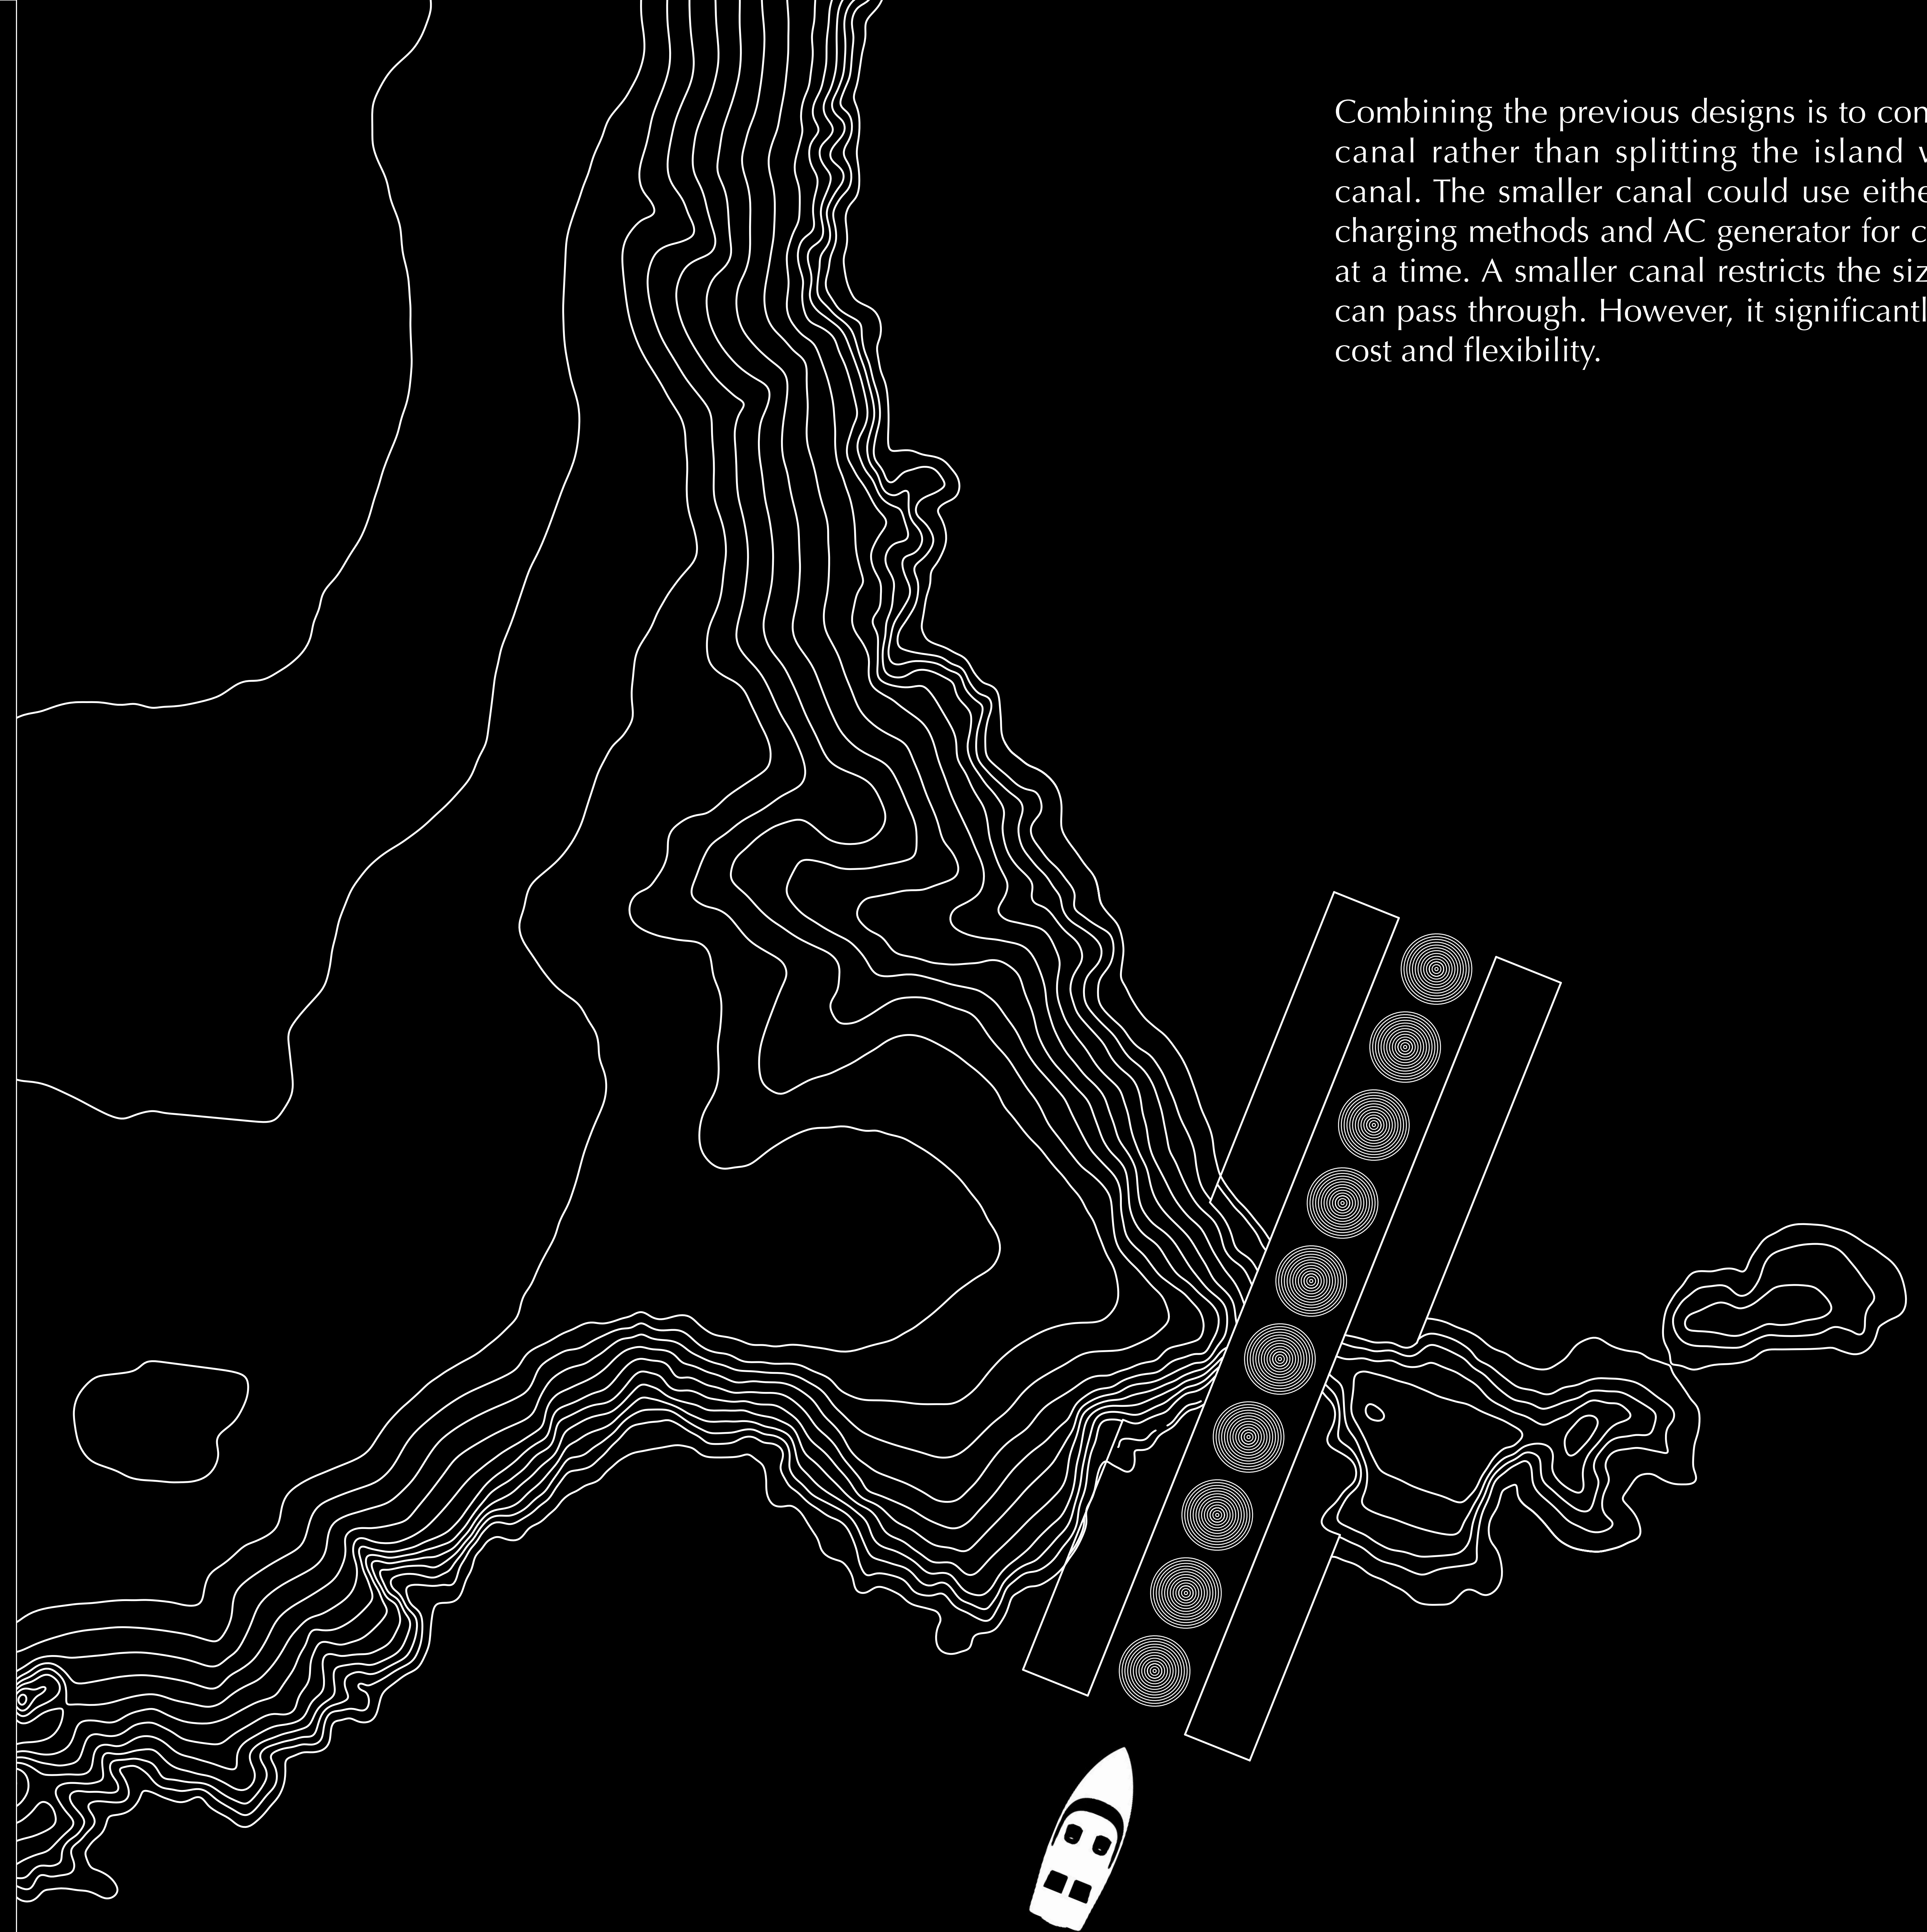 Combining the previous designs is to con
canal rather than splitting the island
canal. The smaller canal could use eithe
charging methods and AC generator for c
at a time. A smaller canal restricts the siz
can pass through. However, it significantl
cost and flexibility.